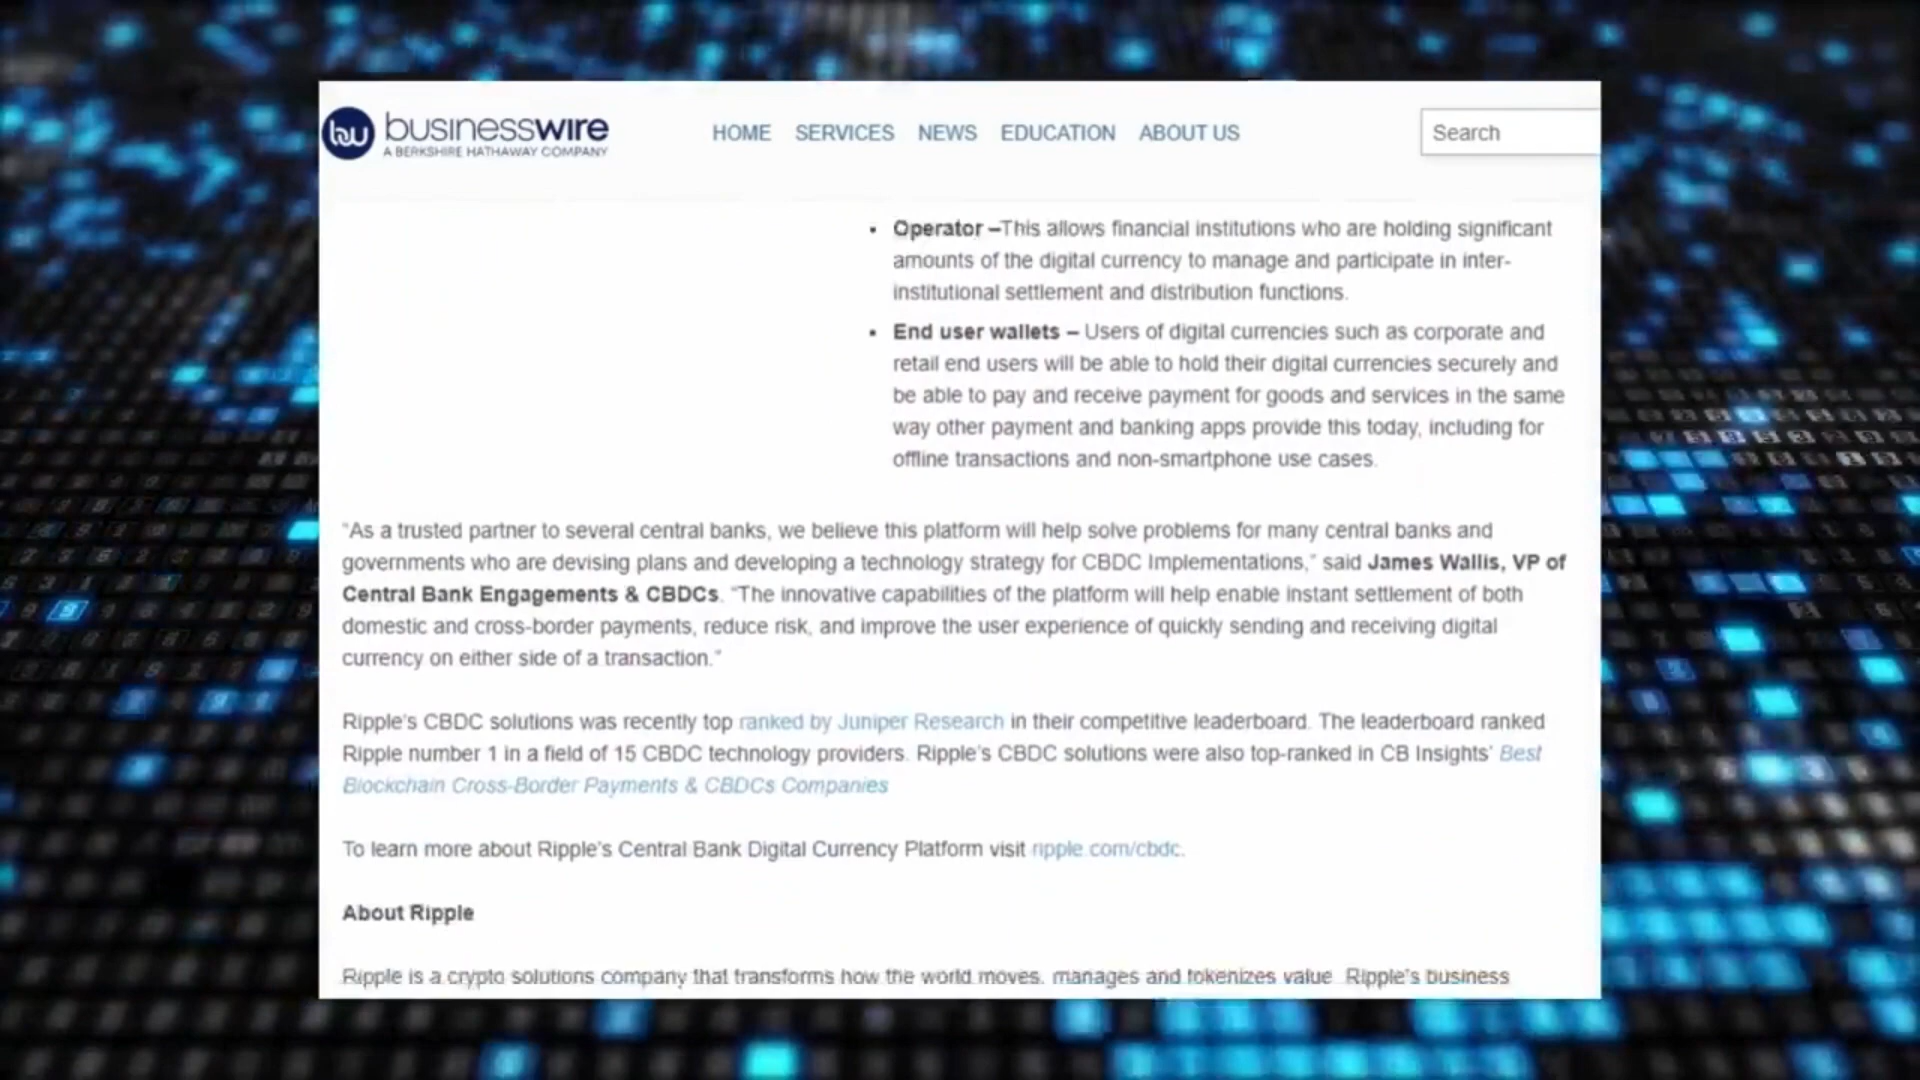 bw businesswire
A BERKSHIRE HATHAWAY COMPANY
HOME SERVICES NEWS EDUCATION ABOUT US
Search
▪ Operator –This allows financial institutions who are holding significant
amounts of the digital currency to manage and participate in inter-
institutional settlement and distribution functions.
▪ End user wallets – Users of digital currencies such as corporate and
retail end users will be able to hold their digital currencies securely and
be able to pay and receive payment for goods and services in the same
way other payment and banking apps provide this today, including for
offline transactions and non-smartphone use cases.
“As a trusted partner to several central banks, we believe this platform will help solve problems for many central banks and
governments who are devising plans and developing a technology strategy for CBDC Implementations,” said James Wallis, VP of
Central Bank Engagements & CBDCs. “The innovative capabilities of the platform will help enable instant settlement of both
domestic and cross-border payments, reduce risk, and improve the user experience of quickly sending and receiving digital
currency on either side of a transaction.”
Ripple’s CBDC solutions was recently top ranked by Juniper Research in their competitive leaderboard. The leaderboard ranked
Ripple number 1 in a field of 15 CBDC technology providers. Ripple’s CBDC solutions were also top-ranked in CB Insights’ Best
Blockchain Cross-Border Payments & CBDCs Companies
To learn more about Ripple’s Central Bank Digital Currency Platform visit ripple.com/cbdc.
About Ripple
Ripple is a crypto solutions company that transforms how the world moves, manages and tokenizes value. Ripple’s business